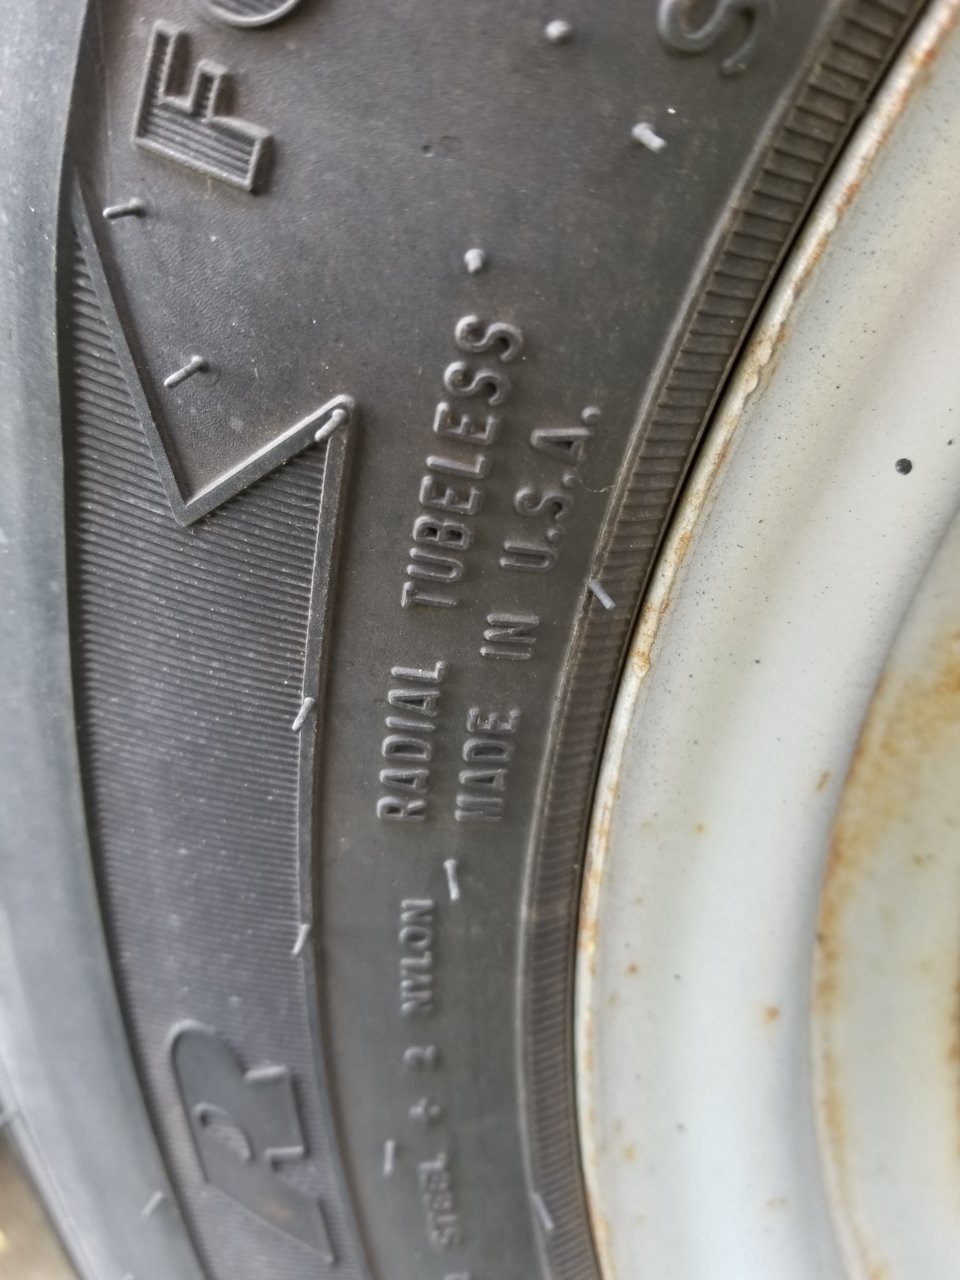 RADIAL TUBELESS
MADE IN U.S.A.
STEEL + 2 NYLON